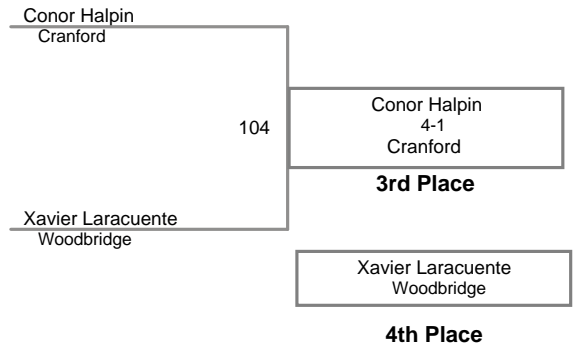 Conor Halpin
Cranford
104
Conor Halpin
4-1
Cranford
3rd Place
Xavier Laracuente
Woodbridge
Xavier Laracuente
Woodbridge
4th Place